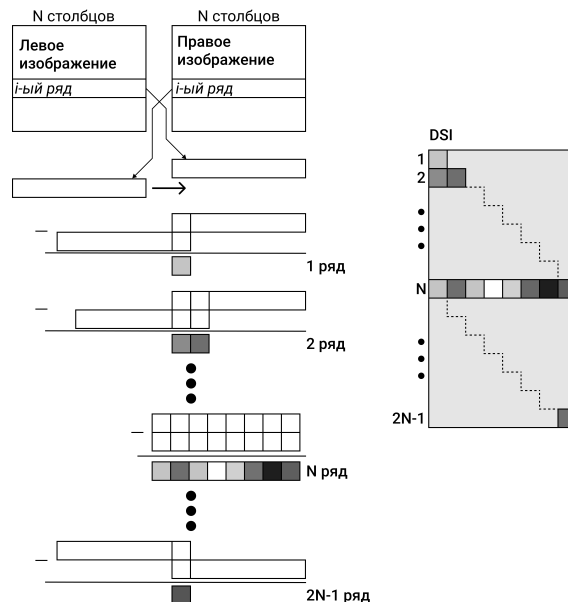 N столбцов
N столбцов
Левое
изображение
Правое
изображение
i-ый ряд
i-ый ряд
DSI
1
2
N
2N-1
1 ряд
2 ряд
N ряд
2N-1 ряд